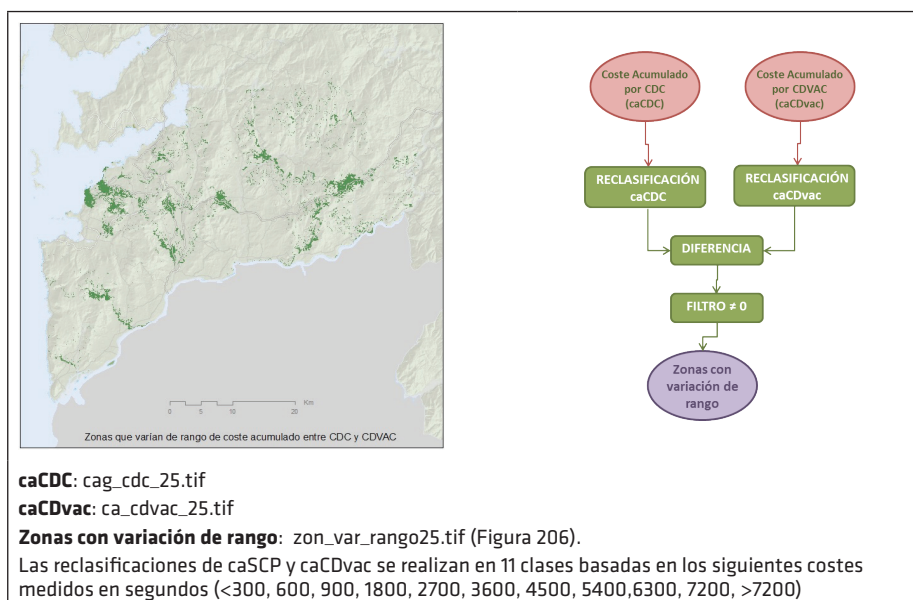 Coste Acumulado
por CDC
(caCDC)
Coste Acumulado
por CDVAC
(caCDvac)
RECLASIFICACIÓN
caCDC
RECLASIFICACIÓN
caCDvac
DIFERENCIA
FILTRO ≠ 0
Zonas con
variación de
rango
Km
0 5 10 20
Zonas que varían de rango de coste acumulado entre CDC y CDVAC
caCDC: cag_cdc_25.tif
caCDvac: ca_cdvac_25.tif
Zonas con variación de rango: zon_var_rango25.tif (Figura 206).
Las reclasificaciones de caSCP y caCDvac se realizan en 11 clases basadas en los siguientes costes
medidos en segundos (<300, 600, 900, 1800, 2700, 3600, 4500, 5400,6300, 7200, >7200)